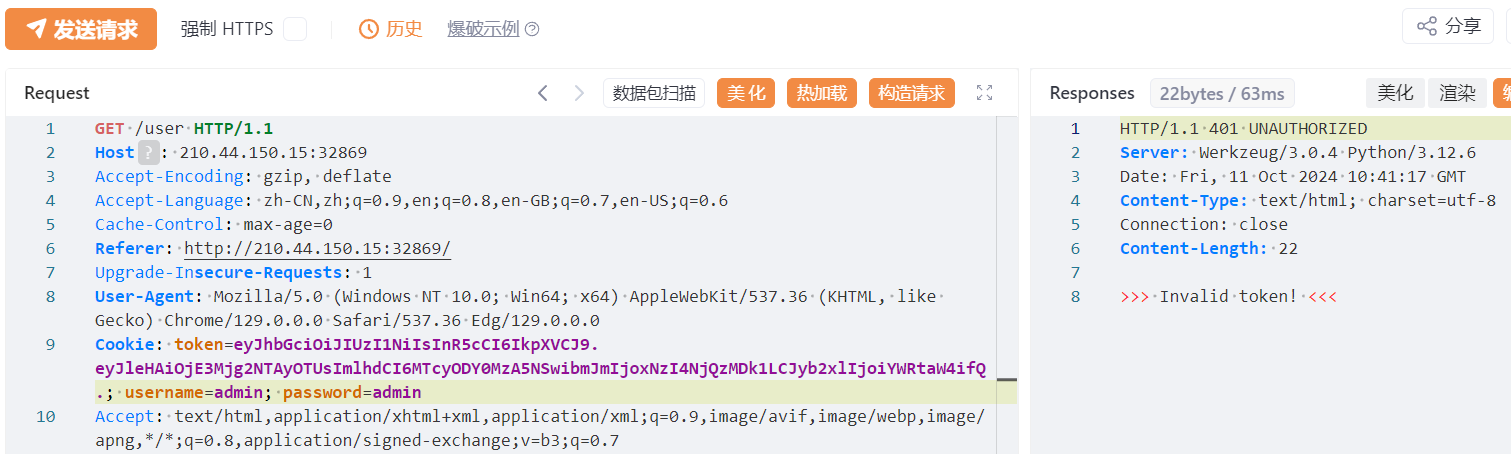 发送请求 强制 HTTPS 历史 爆破示例 ? 分享
Request 数据包扫描 美化 热加载 构造请求 Responses 22bytes / 63ms 美化 渲染
1 GET /user HTTP/1.1
2 Host ? : 210.44.150.15:32869
3 Accept-Encoding: gzip, deflate
4 Accept-Language: zh-CN,zh;q=0.9,en;q=0.8,en-GB;q=0.7,en-US;q=0.6
5 Cache-Control: max-age=0
6 Referer: http://210.44.150.15:32869/
7 Upgrade-Insecure-Requests: 1
8 User-Agent: Mozilla/5.0 (Windows NT 10.0; Win64; x64) AppleWebKit/537.36 (KHTML, like
Gecko) Chrome/129.0.0.0 Safari/537.36 Edg/129.0.0.0
9 Cookie: token=eyJhbGciOiJIUzI1NiIsInR5cCI6IkpXVCJ9.
eyJleHAiOjE3Mjg2NTAyOTUsImlhdCI6MTcyODY0MzA5NSwibmJmIjoxNzI4NjQzMDk1LCJyb2xlIjoiYWRtaW4ifQ
.; username=admin; password=admin
10 Accept: text/html,application/xhtml+xml,application/xml;q=0.9,image/avif,image/webp,image/
apng,*/*;q=0.8,application/signed-exchange;v=b3;q=0.7
1 HTTP/1.1 401 UNAUTHORIZED
2 Server: Werkzeug/3.0.4 Python/3.12.6
3 Date: Fri, 11 Oct 2024 10:41:17 GMT
4 Content-Type: text/html; charset=utf-8
5 Connection: close
6 Content-Length: 22
7
8 >>> Invalid token! <<<